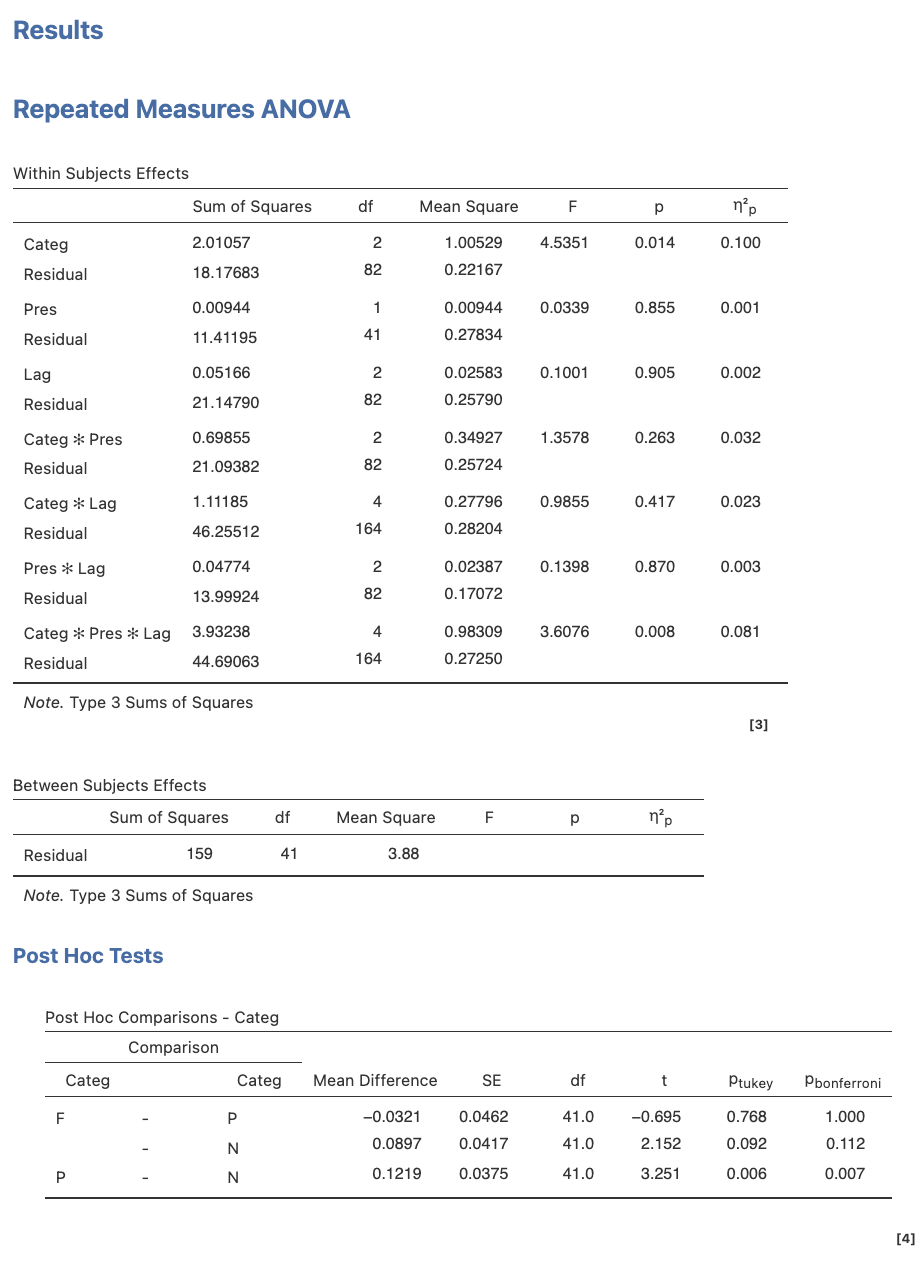 Results
Repeated Measures ANOVA
Within Subjects Effects
Sum of Squares df Mean Square F p η²p
Categ 2.01057 2 1.00529 4.5351 0.014 0.100
Residual 18.17683 82 0.22167
Pres 0.00944 1 0.00944 0.0339 0.855 0.001
Residual 11.41195 41 0.27834
Lag 0.05166 2 0.02583 0.1001 0.905 0.002
Residual 21.14790 82 0.25790
Categ ✻ Pres 0.69855 2 0.34927 1.3578 0.263 0.032
Residual 21.09382 82 0.25724
Categ ✻ Lag 1.11185 4 0.27796 0.9855 0.417 0.023
Residual 46.25512 164 0.28204
Pres ✻ Lag 0.04774 2 0.02387 0.1398 0.870 0.003
Residual 13.99924 82 0.17072
Categ ✻ Pres ✻ Lag 3.93238 4 0.98309 3.6076 0.008 0.081
Residual 44.69063 164 0.27250
Note. Type 3 Sums of Squares
[3]
Between Subjects Effects
Sum of Squares df Mean Square F p η²p
Residual 159 41 3.88
Note. Type 3 Sums of Squares
Post Hoc Tests
Post Hoc Comparisons - Categ
Comparison
Categ Categ Mean Difference SE df t ptukey pbonferroni
F - P −0.0321 0.0462 41.0 −0.695 0.768 1.000
- N 0.0897 0.0417 41.0 2.152 0.092 0.112
P - N 0.1219 0.0375 41.0 3.251 0.006 0.007
[4]